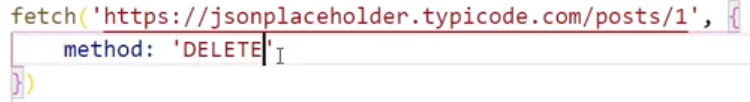 fetch('https://jsonplaceholder.typicode.com/posts/1', {
    method: 'DELETE'
})